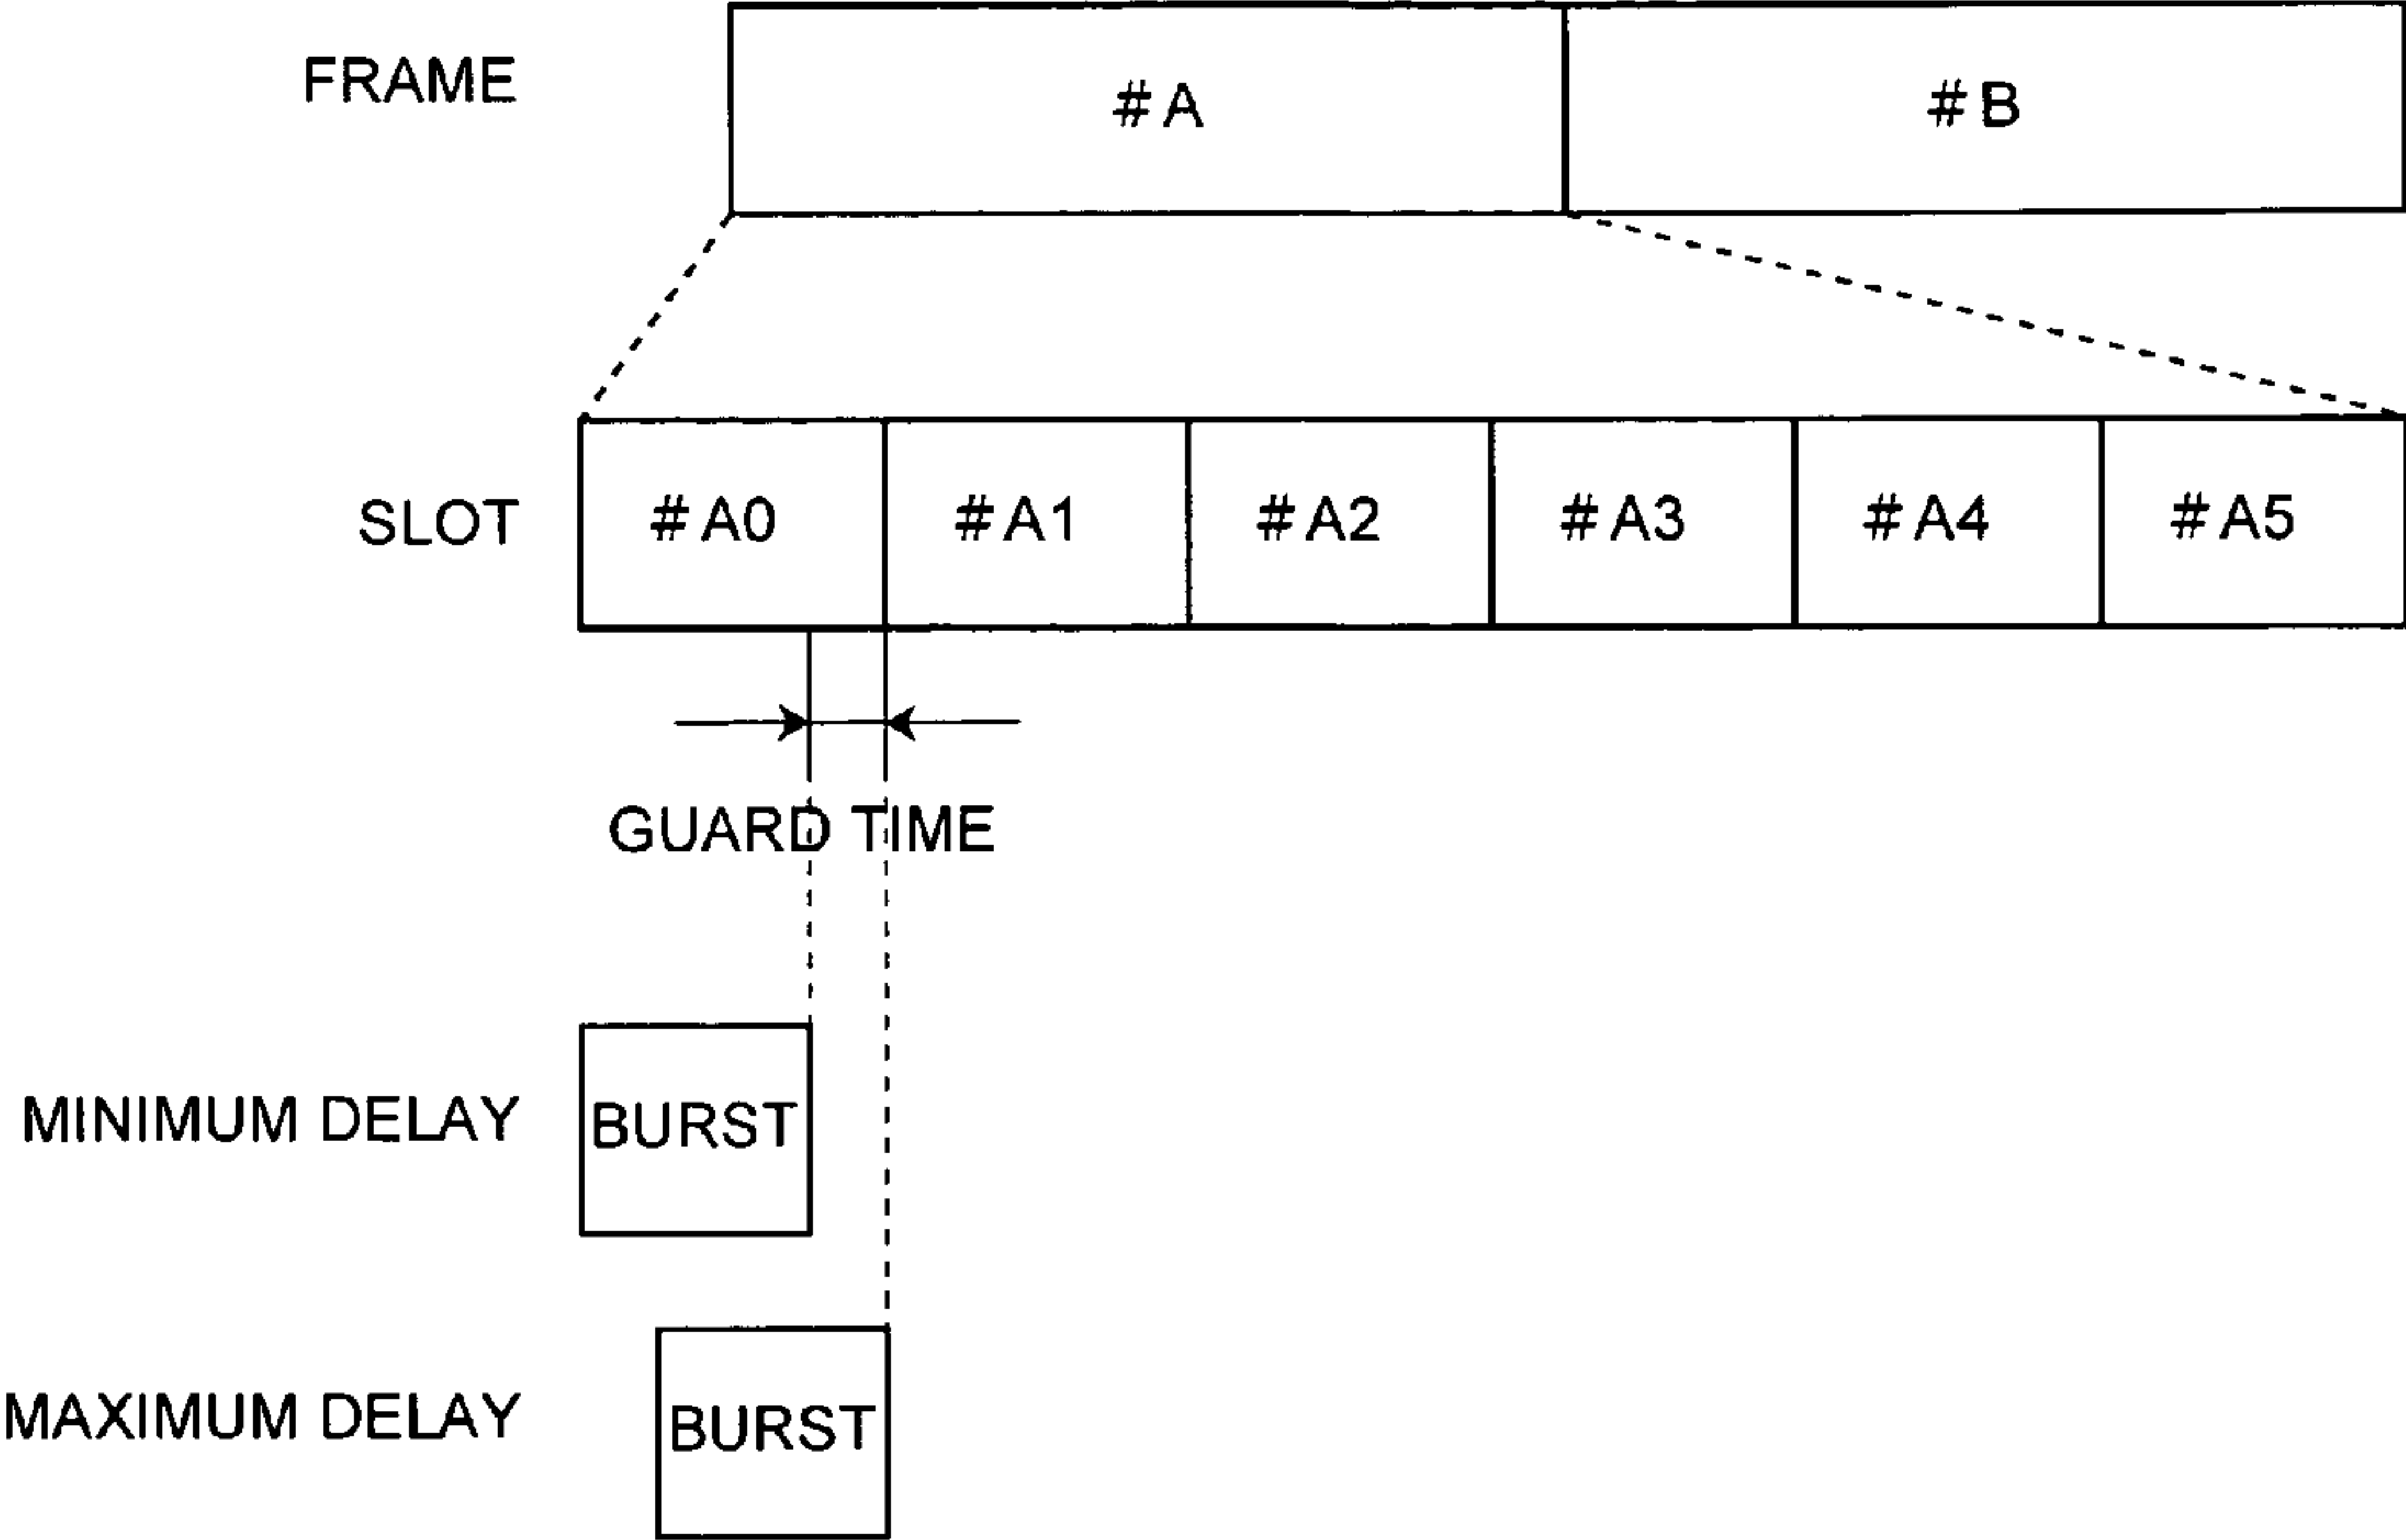 FRAME #A #B
SLOT #A0 #A1 #A2 #A3 #A4 #A5
GUARD TIME
MINIMUM DELAY BURST
MAXIMUM DELAY BURST